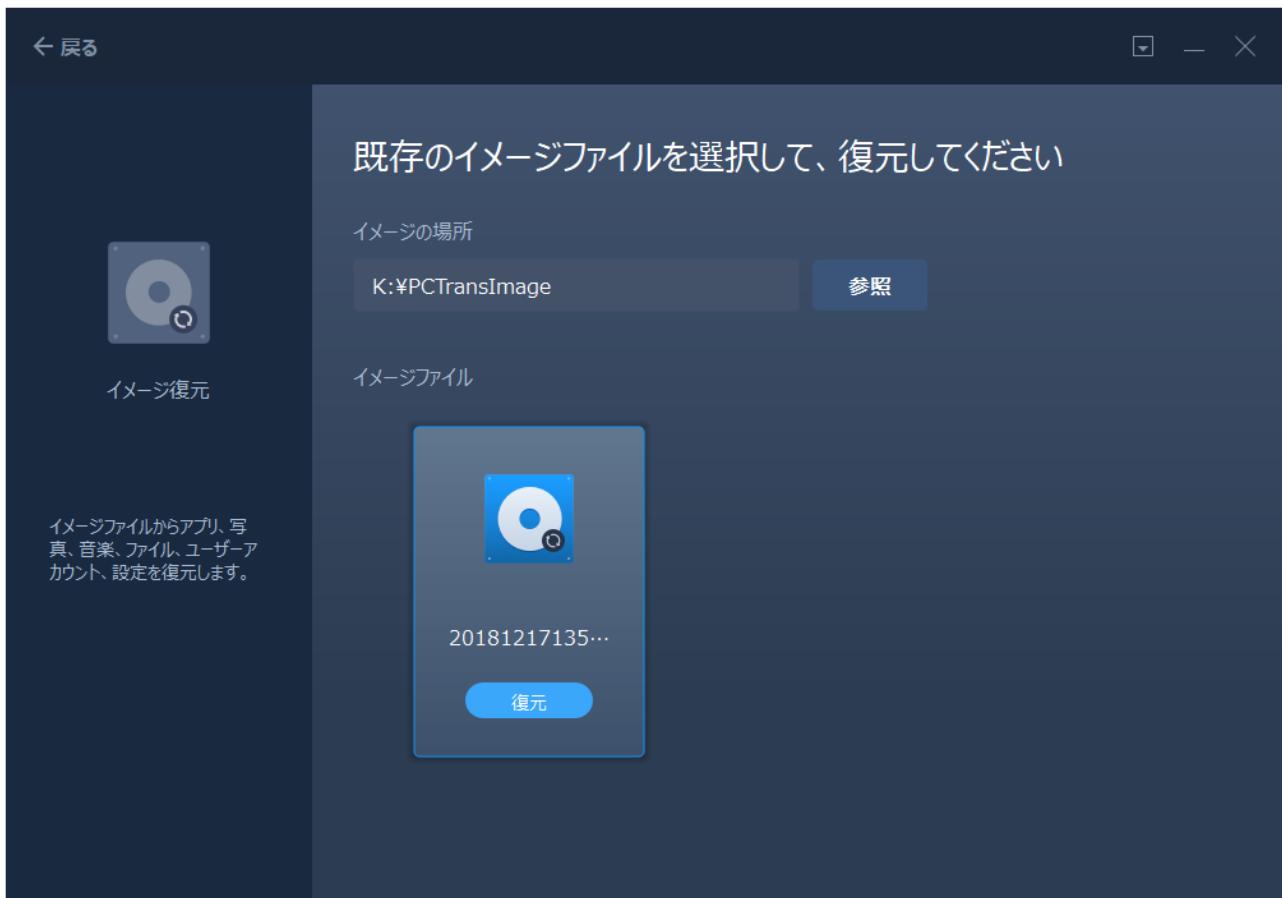 戻る
既存のイメージファイルを選択して、復元してください
イメージの場所
K:¥PCTransImage
参照
イメージ復元
イメージファイル
イメージファイルからアプリ、写
真、音楽、ファイル、ユーザーア
カウント、設定を復元します。
20181217135…
復元